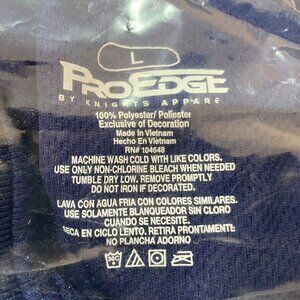 L
PROEDGE
BY KNIGHTS APPARE
100% Polyester/ Poliester
Exclusive of Decoration
Made In Vietnam
Hecho En Vietnam
RN# 104648
MACHINE WASH COLD WITH LIKE COLORS.
USE ONLY NON-CHLORINE BLEACH WHEN NEEDED
TUMBLE DRY LOW. REMOVE PROMPTLY
DO NOT IRON IF DECORATED.
LAVA CON AGUA FRIA CON COLORES SIMILARES.
USE SOLAMENTE BLANQUEADOR SIN CLORO
CUANDO SE NECESITE.
SECA EN CICLO LENTO. RETIRA PRONTAMENTE
NO PLANCHA ADORNO